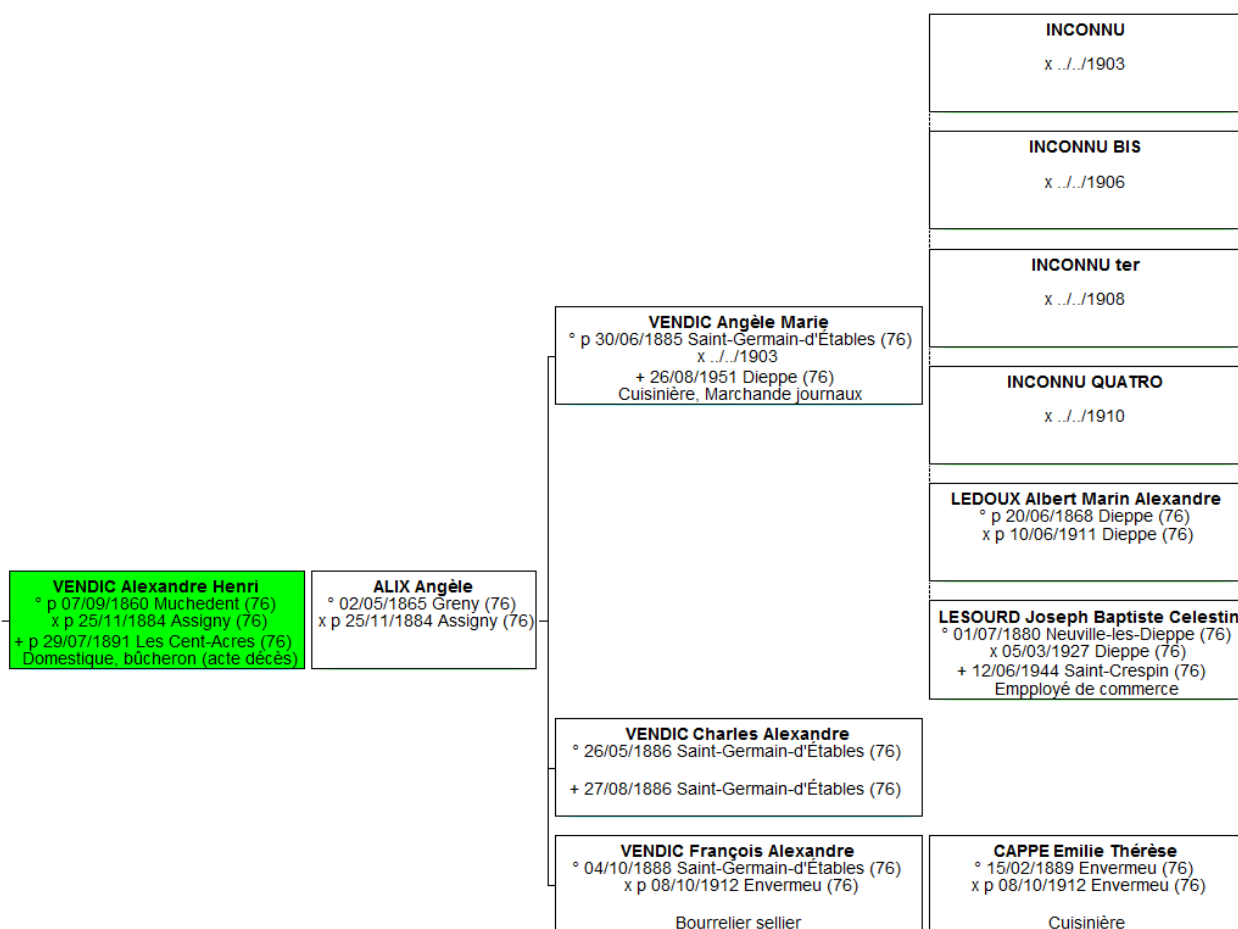 INCONNU
x ../../1903
INCONNU BIS
x ../../1906
INCONNU ter
x ../../1908
VENDIC Angèle Marie
° p 30/06/1885 Saint-Germain-d'Étables (76)
x ../../1903
+ 26/08/1951 Dieppe (76)
Cuisinière, Marchande journaux
INCONNU QUATRO
x ../../1910
LEDOUX Albert Marin Alexandre
° p 20/06/1868 Dieppe (76)
x p 10/06/1911 Dieppe (76)
VENDIC Alexandre Henri
° p 07/09/1860 Muchedent (76)
x p 25/11/1884 Assigny (76)
+ p 29/07/1891 Les Cent-Acres (76)
Domestique, bûcheron (acte décès)
ALIX Angèle
° 02/05/1865 Greny (76)
x p 25/11/1884 Assigny (76)
LESOURD Joseph Baptiste Celestin
° 01/07/1880 Neuville-les-Dieppe (76)
x 05/03/1927 Dieppe (76)
+ 12/06/1944 Saint-Crespin (76)
Empployé de commerce
VENDIC Charles Alexandre
° 26/05/1886 Saint-Germain-d'Étables (76)
+ 27/08/1886 Saint-Germain-d'Étables (76)
VENDIC François Alexandre
° 04/10/1888 Saint-Germain-d'Étables (76)
x p 08/10/1912 Envermeu (76)
Bourrelier sellier
CAPPE Emilie Thérèse
° 15/02/1889 Envermeu (76)
x p 08/10/1912 Envermeu (76)
Cuisinière